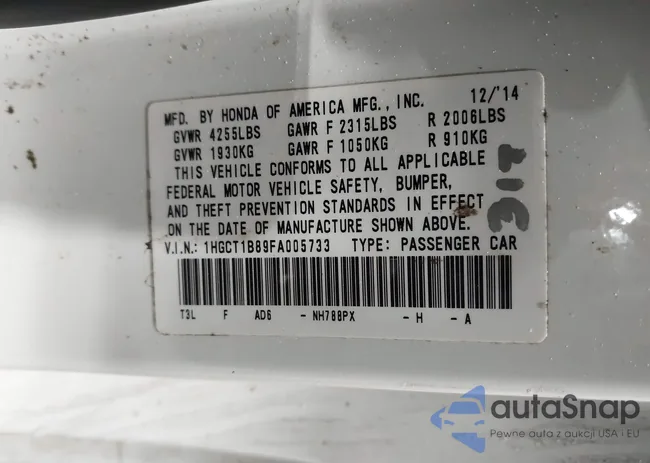 MFD. BY HONDA OF AMERICA MFG., INC. 12/'14
GVWR 4255LBS GAWR F 2315LBS R 2006LBS
GVWR 1930KG GAWR F 1050KG R 910KG
THIS VEHICLE CONFORMS TO ALL APPLICABLE
FEDERAL MOTOR VEHICLE SAFETY, BUMPER,
AND THEFT PREVENTION STANDARDS IN EFFECT
ON THE DATE OF MANUFACTURE SHOWN ABOVE.
V.I.N.: 1HGCT1B89FA005733 TYPE: PASSENGER CAR
T3L F AD6 - NH788PX - H - A
autaSnap
Pewne auta z aukcji USA i EU